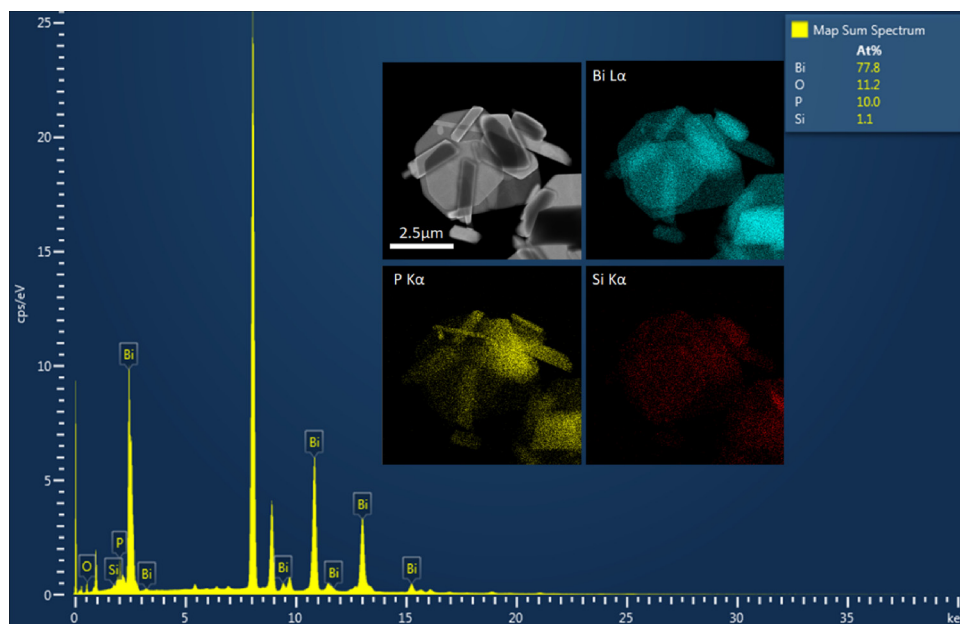 25
20
15
10
5
0
cps/eV
Bi
O
Si
P
Bi
Bi
Bi
Bi
Bi
Bi
0
5
10
15
20
25
30
35
ke
2.5µm
Bi Lα
P Kα
Si Kα
Map Sum Spectrum
At%
Bi 77.8
O 11.2
P 10.0
Si 1.1